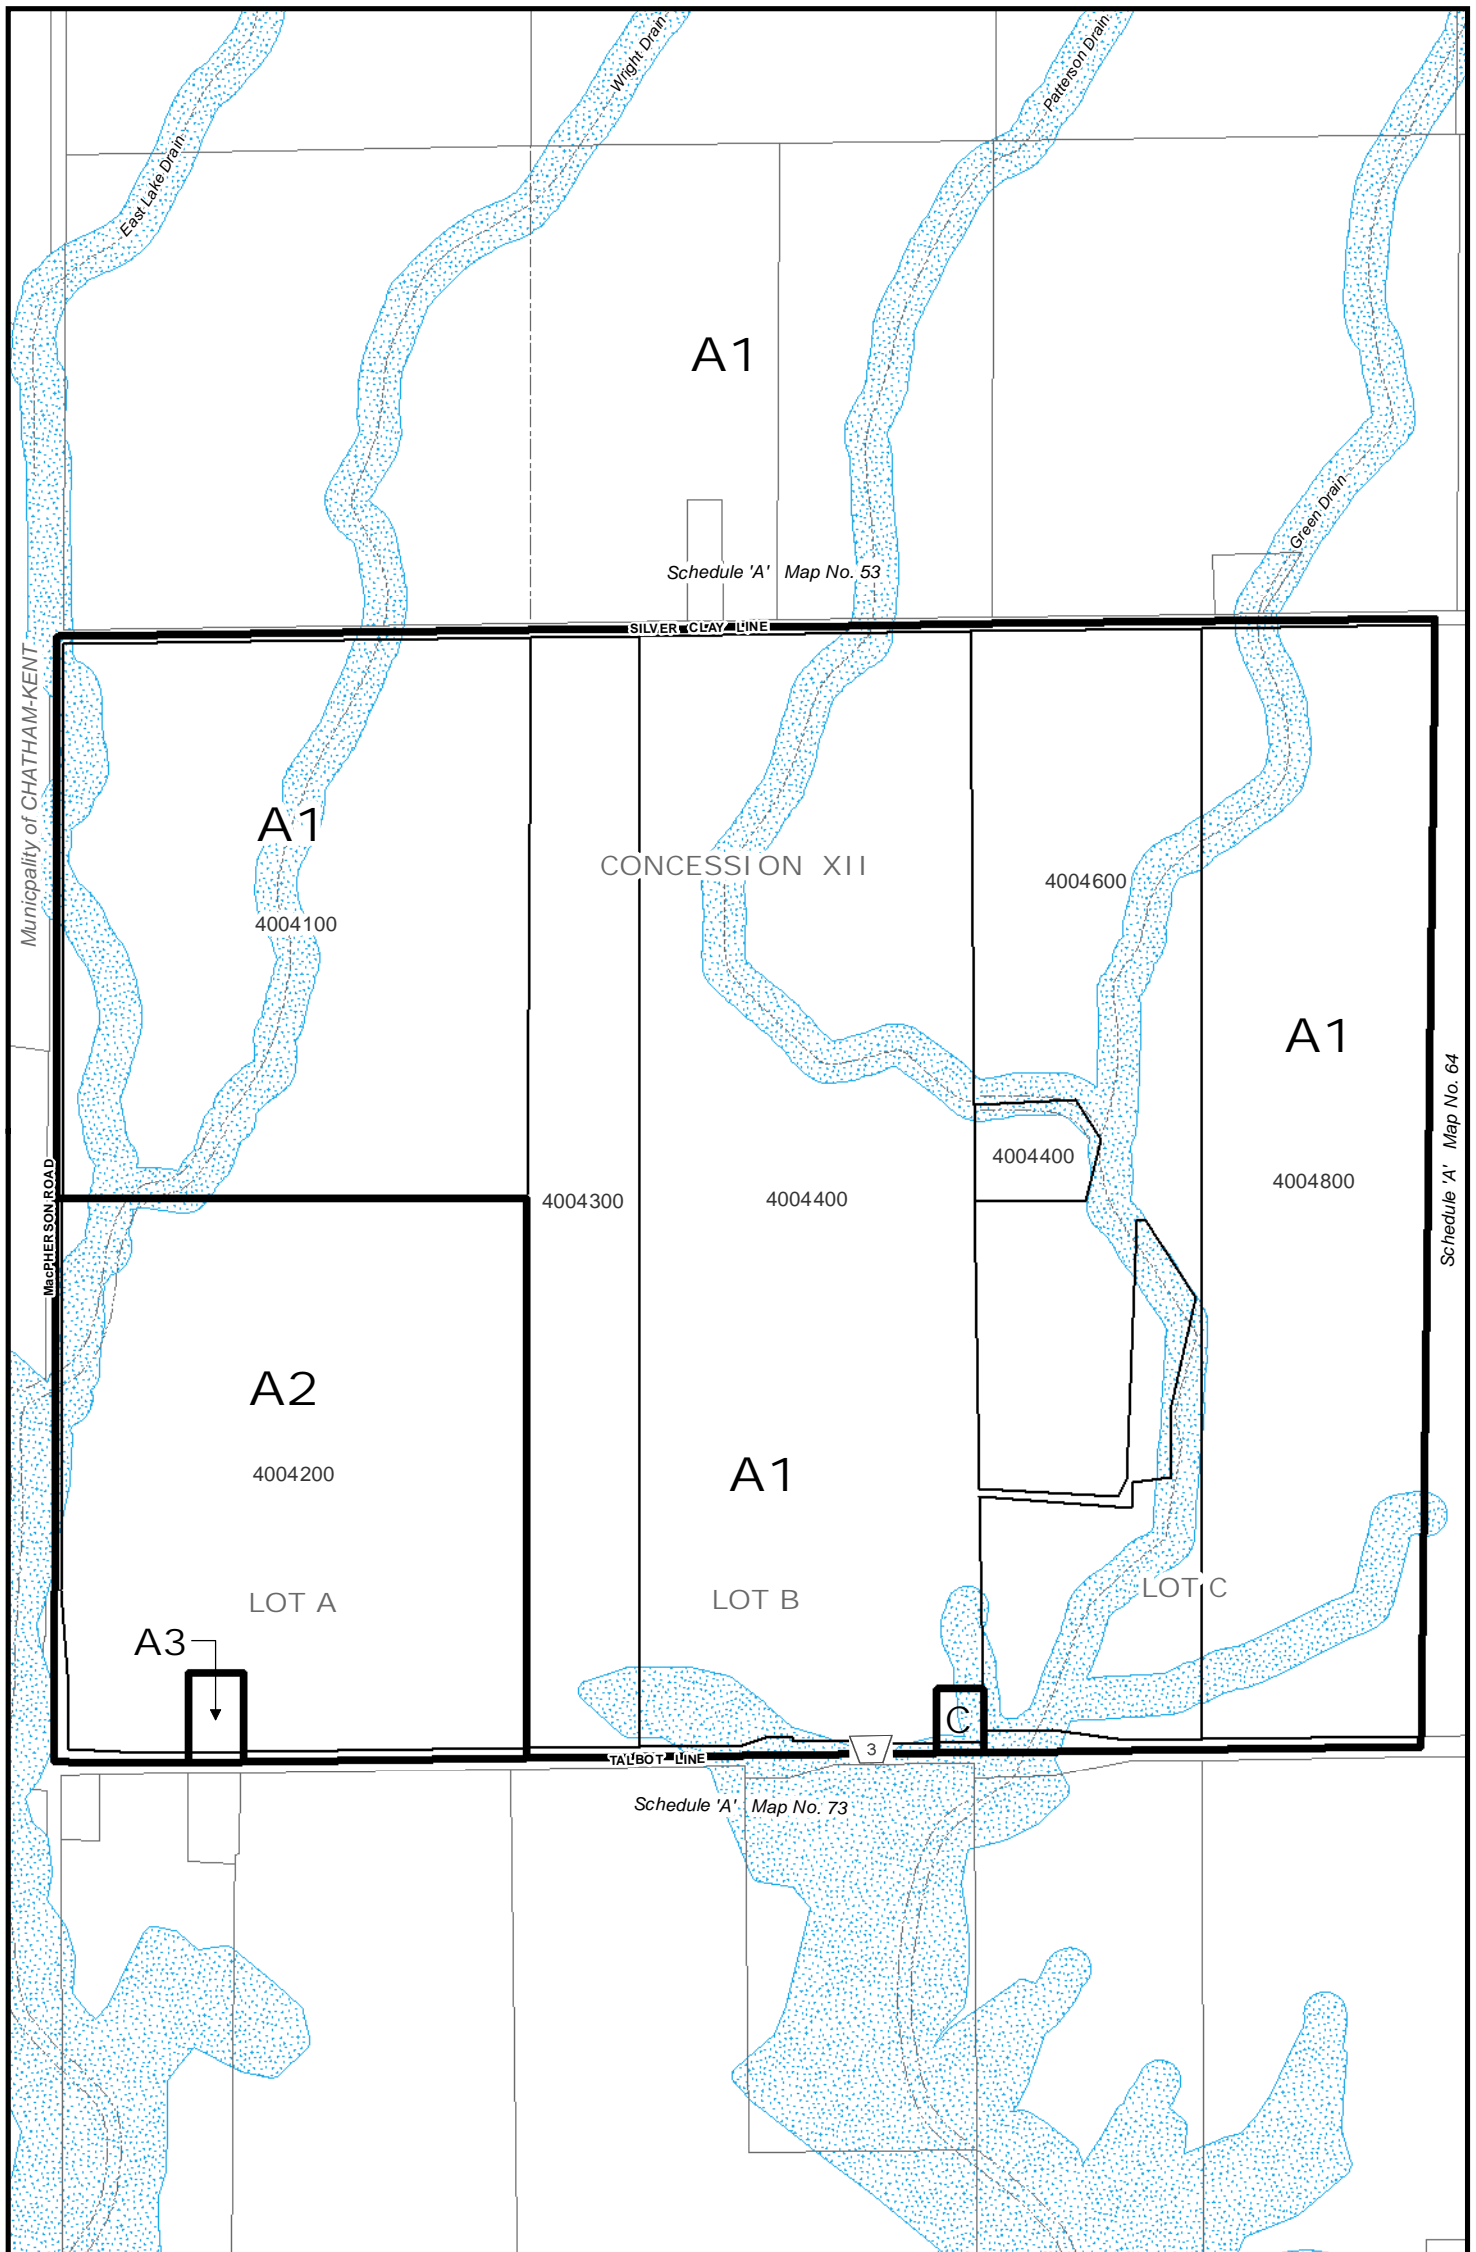 East Lake Drain
Wright Drain
Patterson Drain
A1
Green Drain
Schedule 'A' Map No. 53
SILVER CLAY LINE
Municpality of CHATHAM-KENT
A1
CONCESSION XII
4004600
4004100
A1
Schedule 'A' Map No. 64
MacPHERSON ROAD
4004400
4004800
4004300
4004400
A2
4004200
A1
LOT A
LOT B
LOT C
A3
C
3
TALBOT LINE
Schedule 'A' Map No. 73